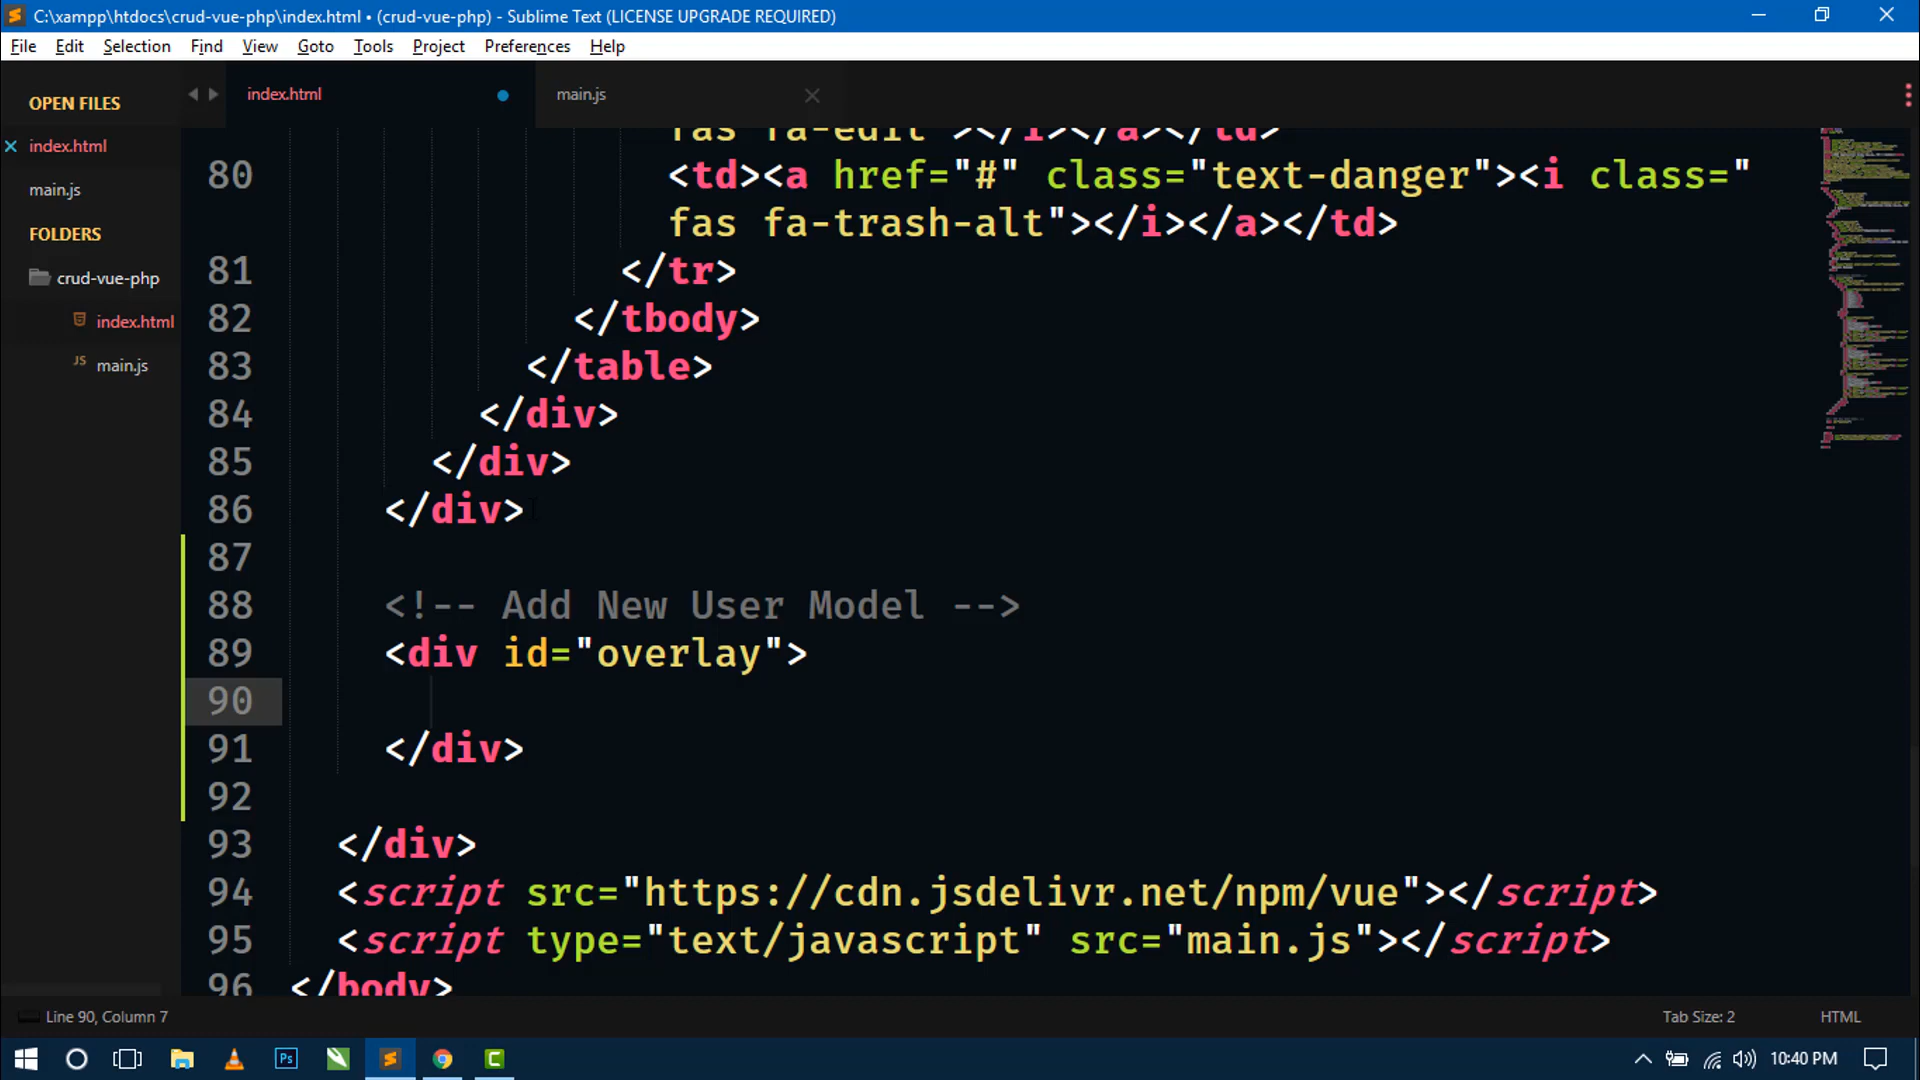 C:\xampp\htdocs\crud-vue-php\index.html • (crud-vue-php) - Sublime Text (LICENSE UPGRADE REQUIRED)
File Edit Selection Find View Goto Tools Project Preferences Help
OPEN FILES
index.html
main.js
FOLDERS
crud-vue-php
index.html
main.js
index.html main.js
fas fa-edit"></i></a></td>
80 <td><a href="#" class="text-danger"><i class="
fas fa-trash-alt"></i></a></td>
81 </tr>
82 </tbody>
83 </table>
84 </div>
85 </div>
86 </div>
87
88 <!-- Add New User Model -->
89 <div id="overlay">
90
91 </div>
92
93 </div>
94 <script src="https://cdn.jsdelivr.net/npm/vue"></script>
95 <script type="text/javascript" src="main.js"></script>
96 </body>
Line 90, Column 7 Tab Size: 2 HTML
Ps C 10:40 PM